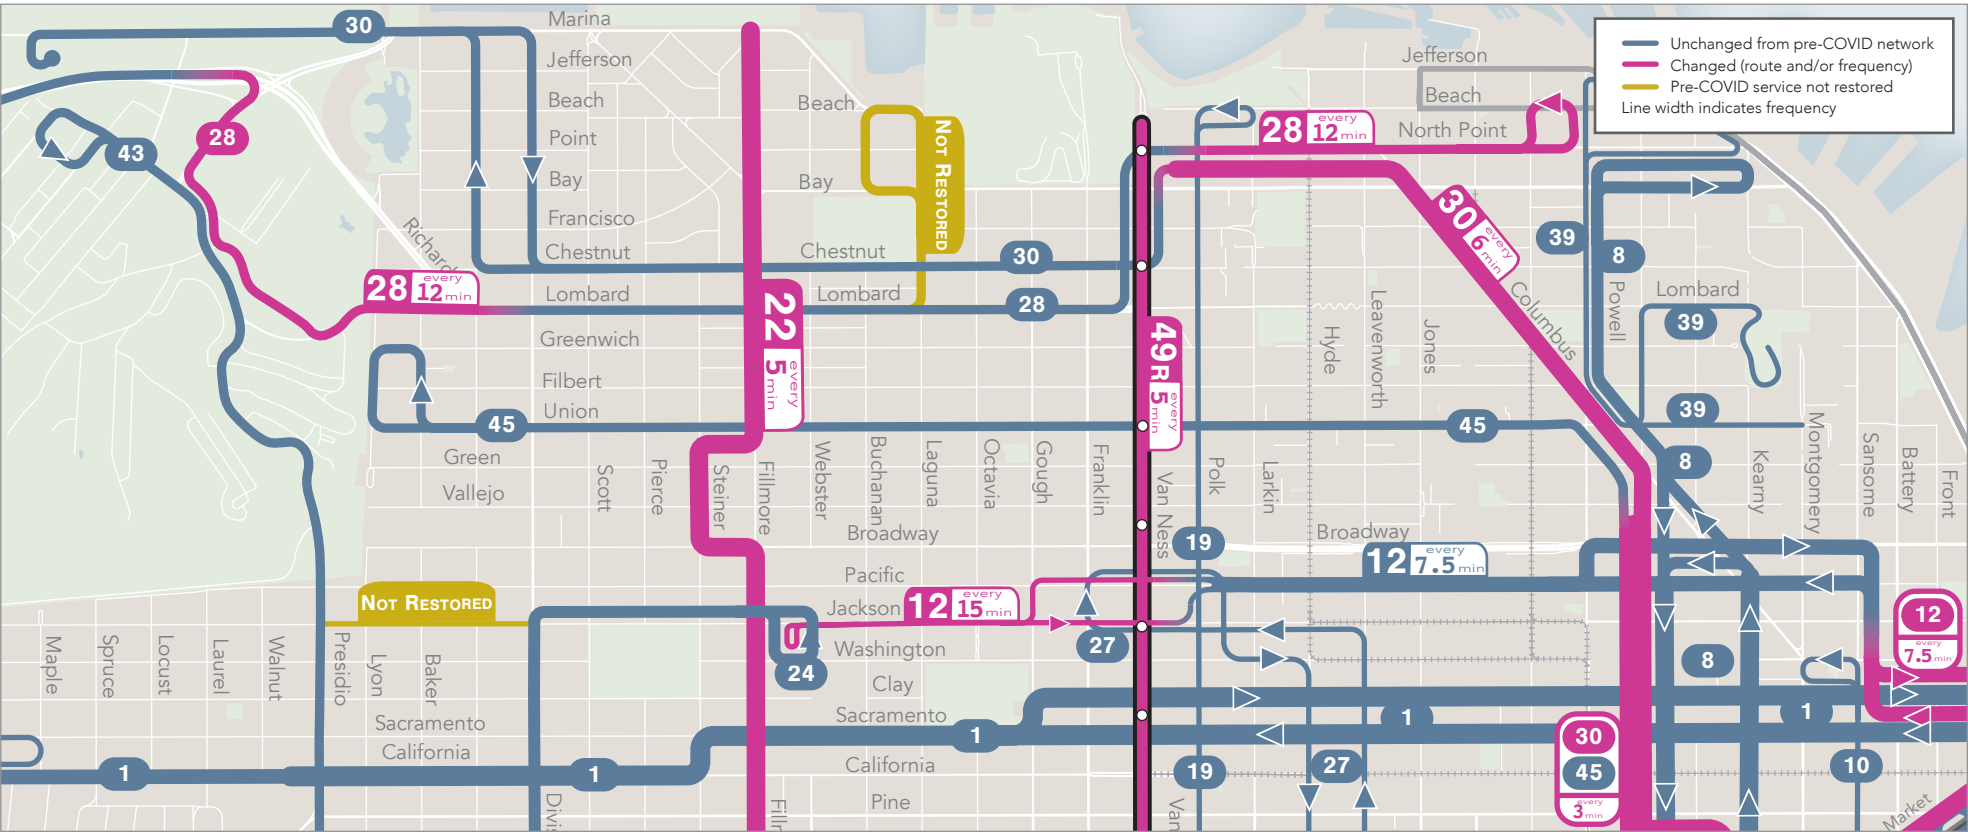 Unchanged from pre-COVID network
Changed (route and/or frequency)
Pre-COVID service not restored
Line width indicates frequency
30
Marina
Jefferson
Beach
Point
Bay
Francisco
Chestnut
Lombard
Greenwich
Filbert
Union
Green
Vallejo
43
28
Richard
28 every 12 min
45
Beach
Bay
Chestnut
Lombard
NOT RESTORED
30
28
22 every 5 min
49R 5 every min
28 every 12 min
Jefferson
Beach
North Point
30 every 6 min
Columbus
39
8
Powell
Lombard
39
39
Hyde
Leavenworth
Jones
45
8
Scott
Pierce
Steiner
Fillmore
Webster
Buchanan
Laguna
Octavia
Gough
Franklin
Van Ness
Polk
Larkin
Kearny
Montgomery
Sansome
Battery
Front
Broadway
Broadway
19
12 every 7.5 min
Pacific
Jackson
12 every 15 min
Washington
Clay
Sacramento
California
Pine
NOT RESTORED
24
27
12
every 7.5 min
8
Maple
Spruce
Locust
Laurel
Walnut
Presidio
Lyon
Baker
Sacramento
California
1
1
1
1
1
30
45
every 3 min
19
27
10
Divis
Fillr
Van
Market